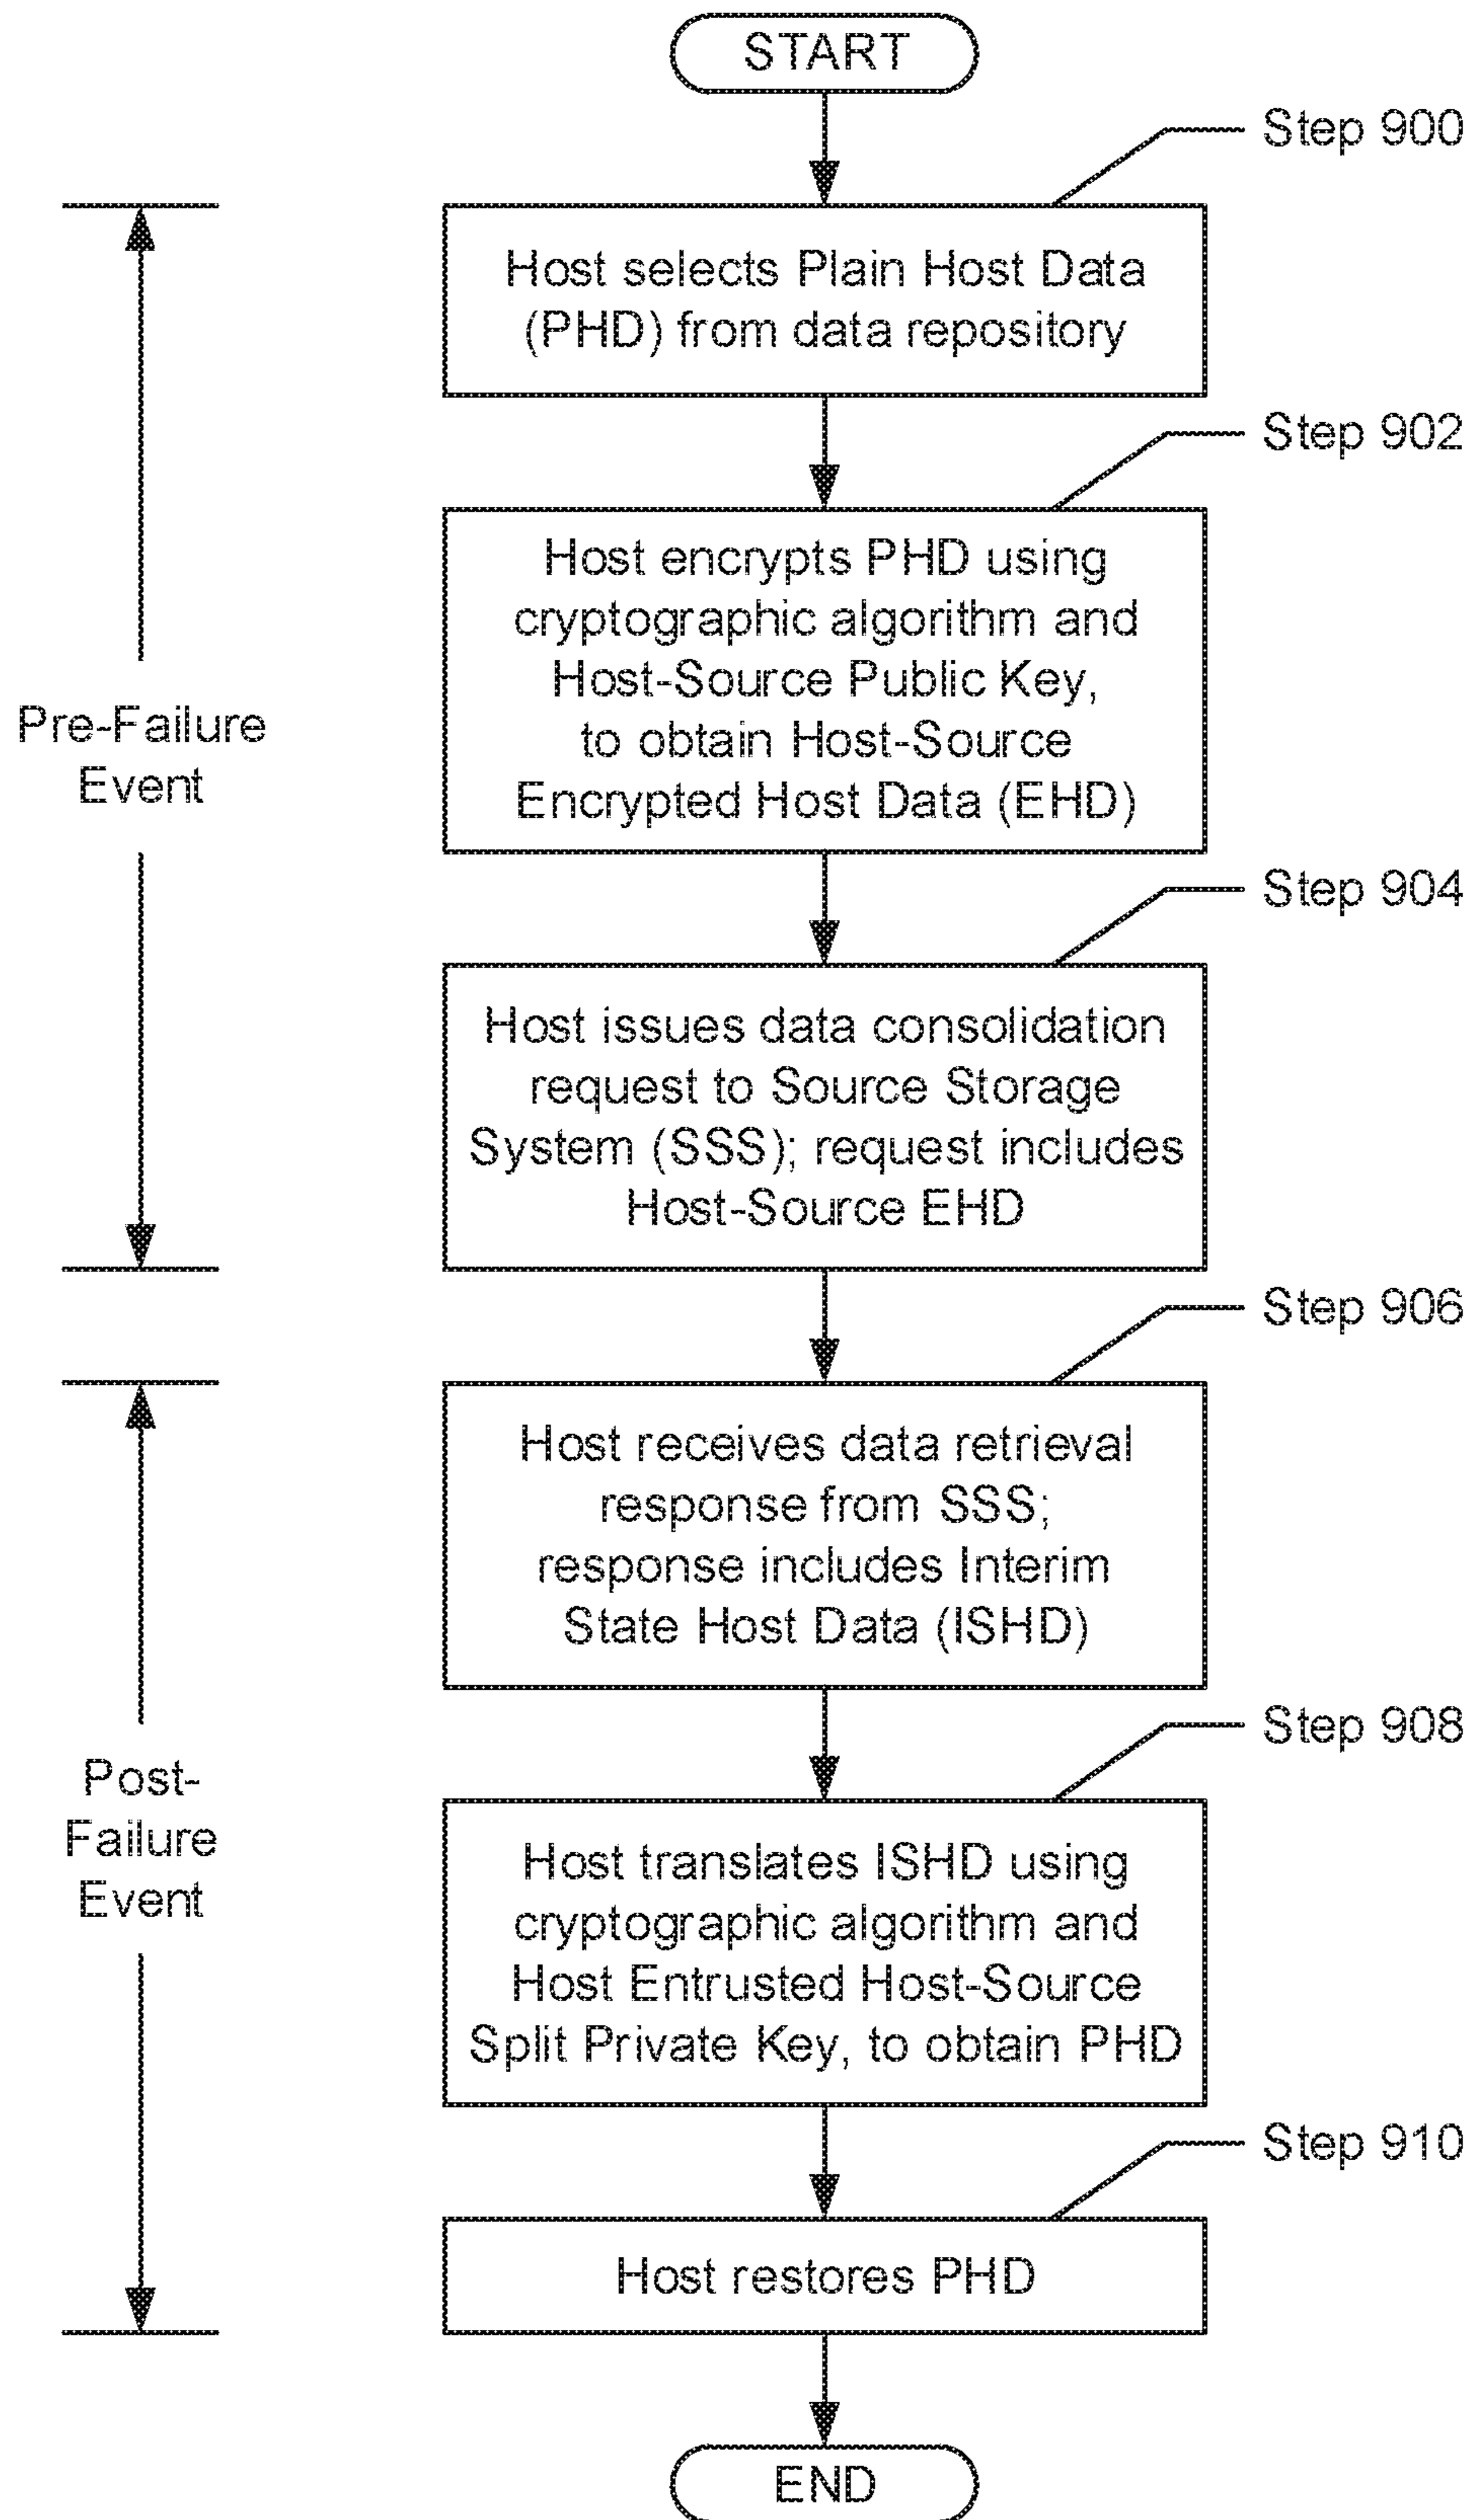 START
Step 900
Host selects Plain Host Data
(PHD) from data repository
Step 902
Host encrypts PHD using
cryptographic algorithm and
Host-Source Public Key,
to obtain Host-Source
Encrypted Host Data (EHD)
Pre-Failure
Event
Step 904
Host issues data consolidation
request to Source Storage
System (SSS); request includes
Host-Source EHD
Step 906
Host receives data retrieval
response from SSS;
response includes Interim
State Host Data (ISHD)
Step 908
Post-
Failure
Event
Host translates ISHD using
cryptographic algorithm and
Host Entrusted Host-Source
Split Private Key, to obtain PHD
Step 910
Host restores PHD
END